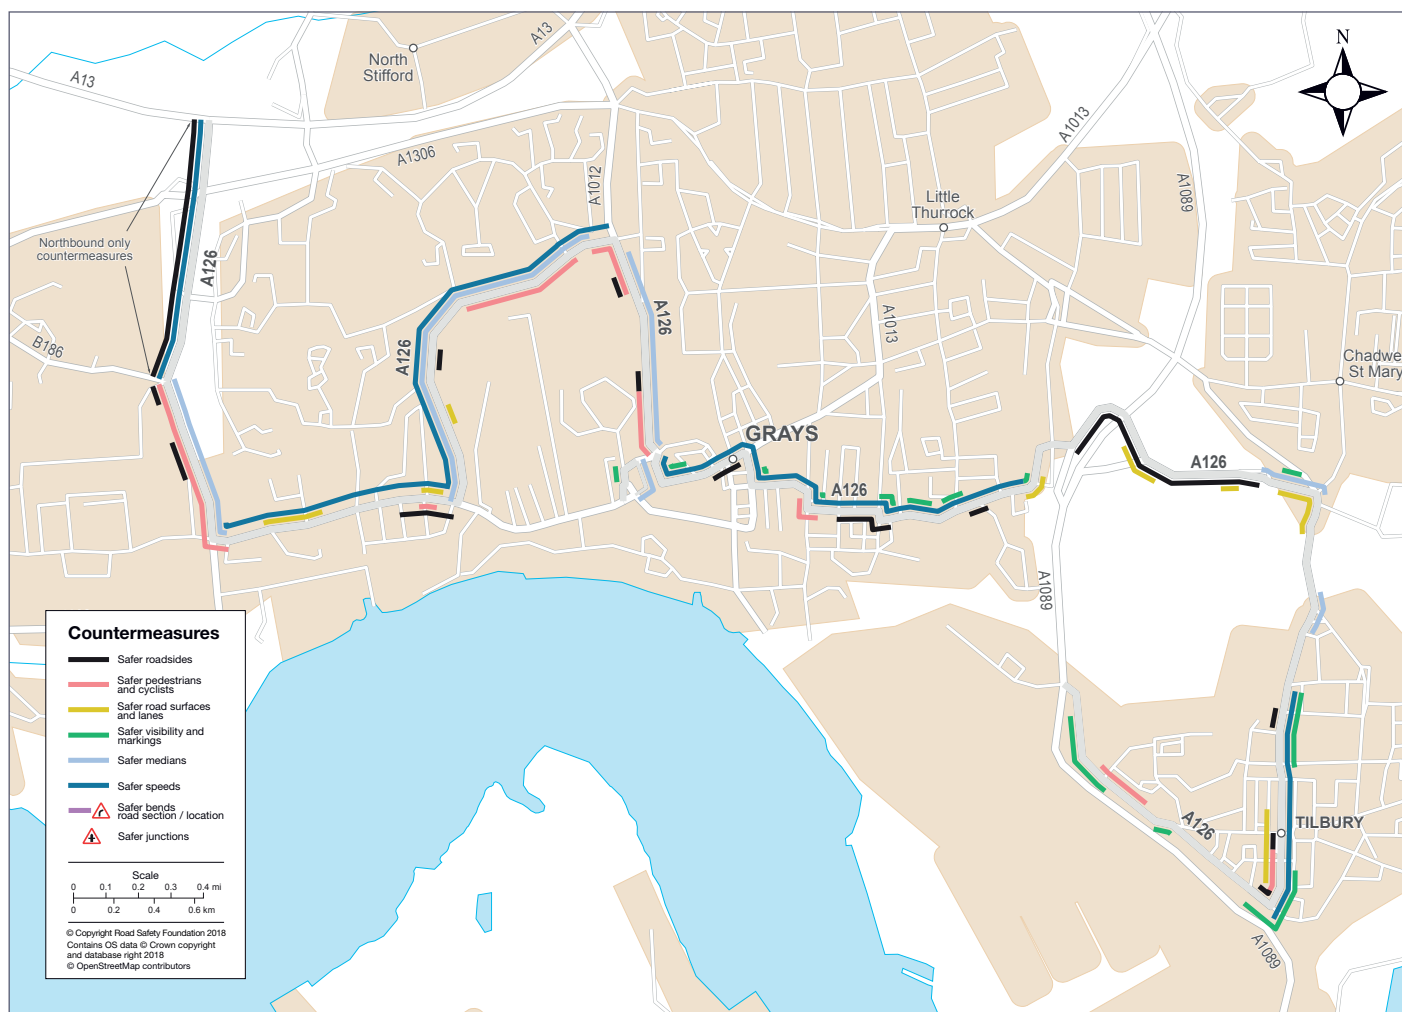 N
A13
A13
North
Stifford
A1306
A1012
A1013
A1089
Little
Thurrock
Northbound only
countermeasures
A126
B186
A126
A126
A1013
Chadwe
St Mary
GRAYS
A126
A126
A1089
A126
TILBURY
A1089
Countermeasures
Safer roadsides
Safer pedestrians
and cyclists
Safer road surfaces
and lanes
Safer visibility and
markings
Safer medians
Safer speeds
Safer bends
road section / location
Safer junctions
Scale
0 0.1 0.2 0.3 0.4 mi
0 0.2 0.4 0.6 km
© Copyright Road Safety Foundation 2018
Contains OS data © Crown copyright
and database right 2018
© OpenStreetMap contributors